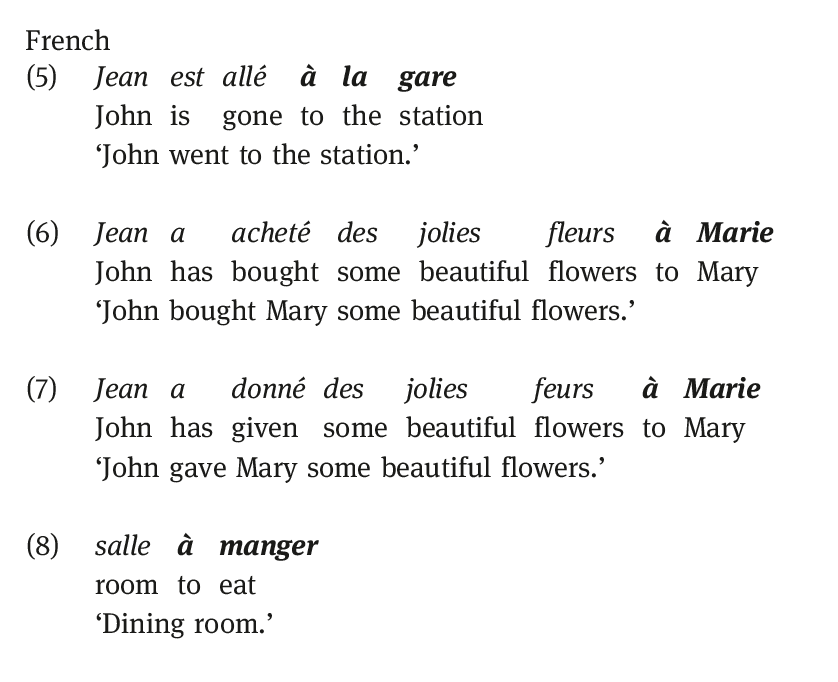 French
(5) Jean est allé à la gare
John is gone to the station
‘John went to the station.’
(6) Jean a acheté des jolies fleurs à Marie
John has bought some beautiful flowers to Mary
‘John bought Mary some beautiful flowers.’
(7) Jean a donné des jolies feurs à Marie
John has given some beautiful flowers to Mary
‘John gave Mary some beautiful flowers.’
(8) salle à manger
room to eat
‘Dining room.’